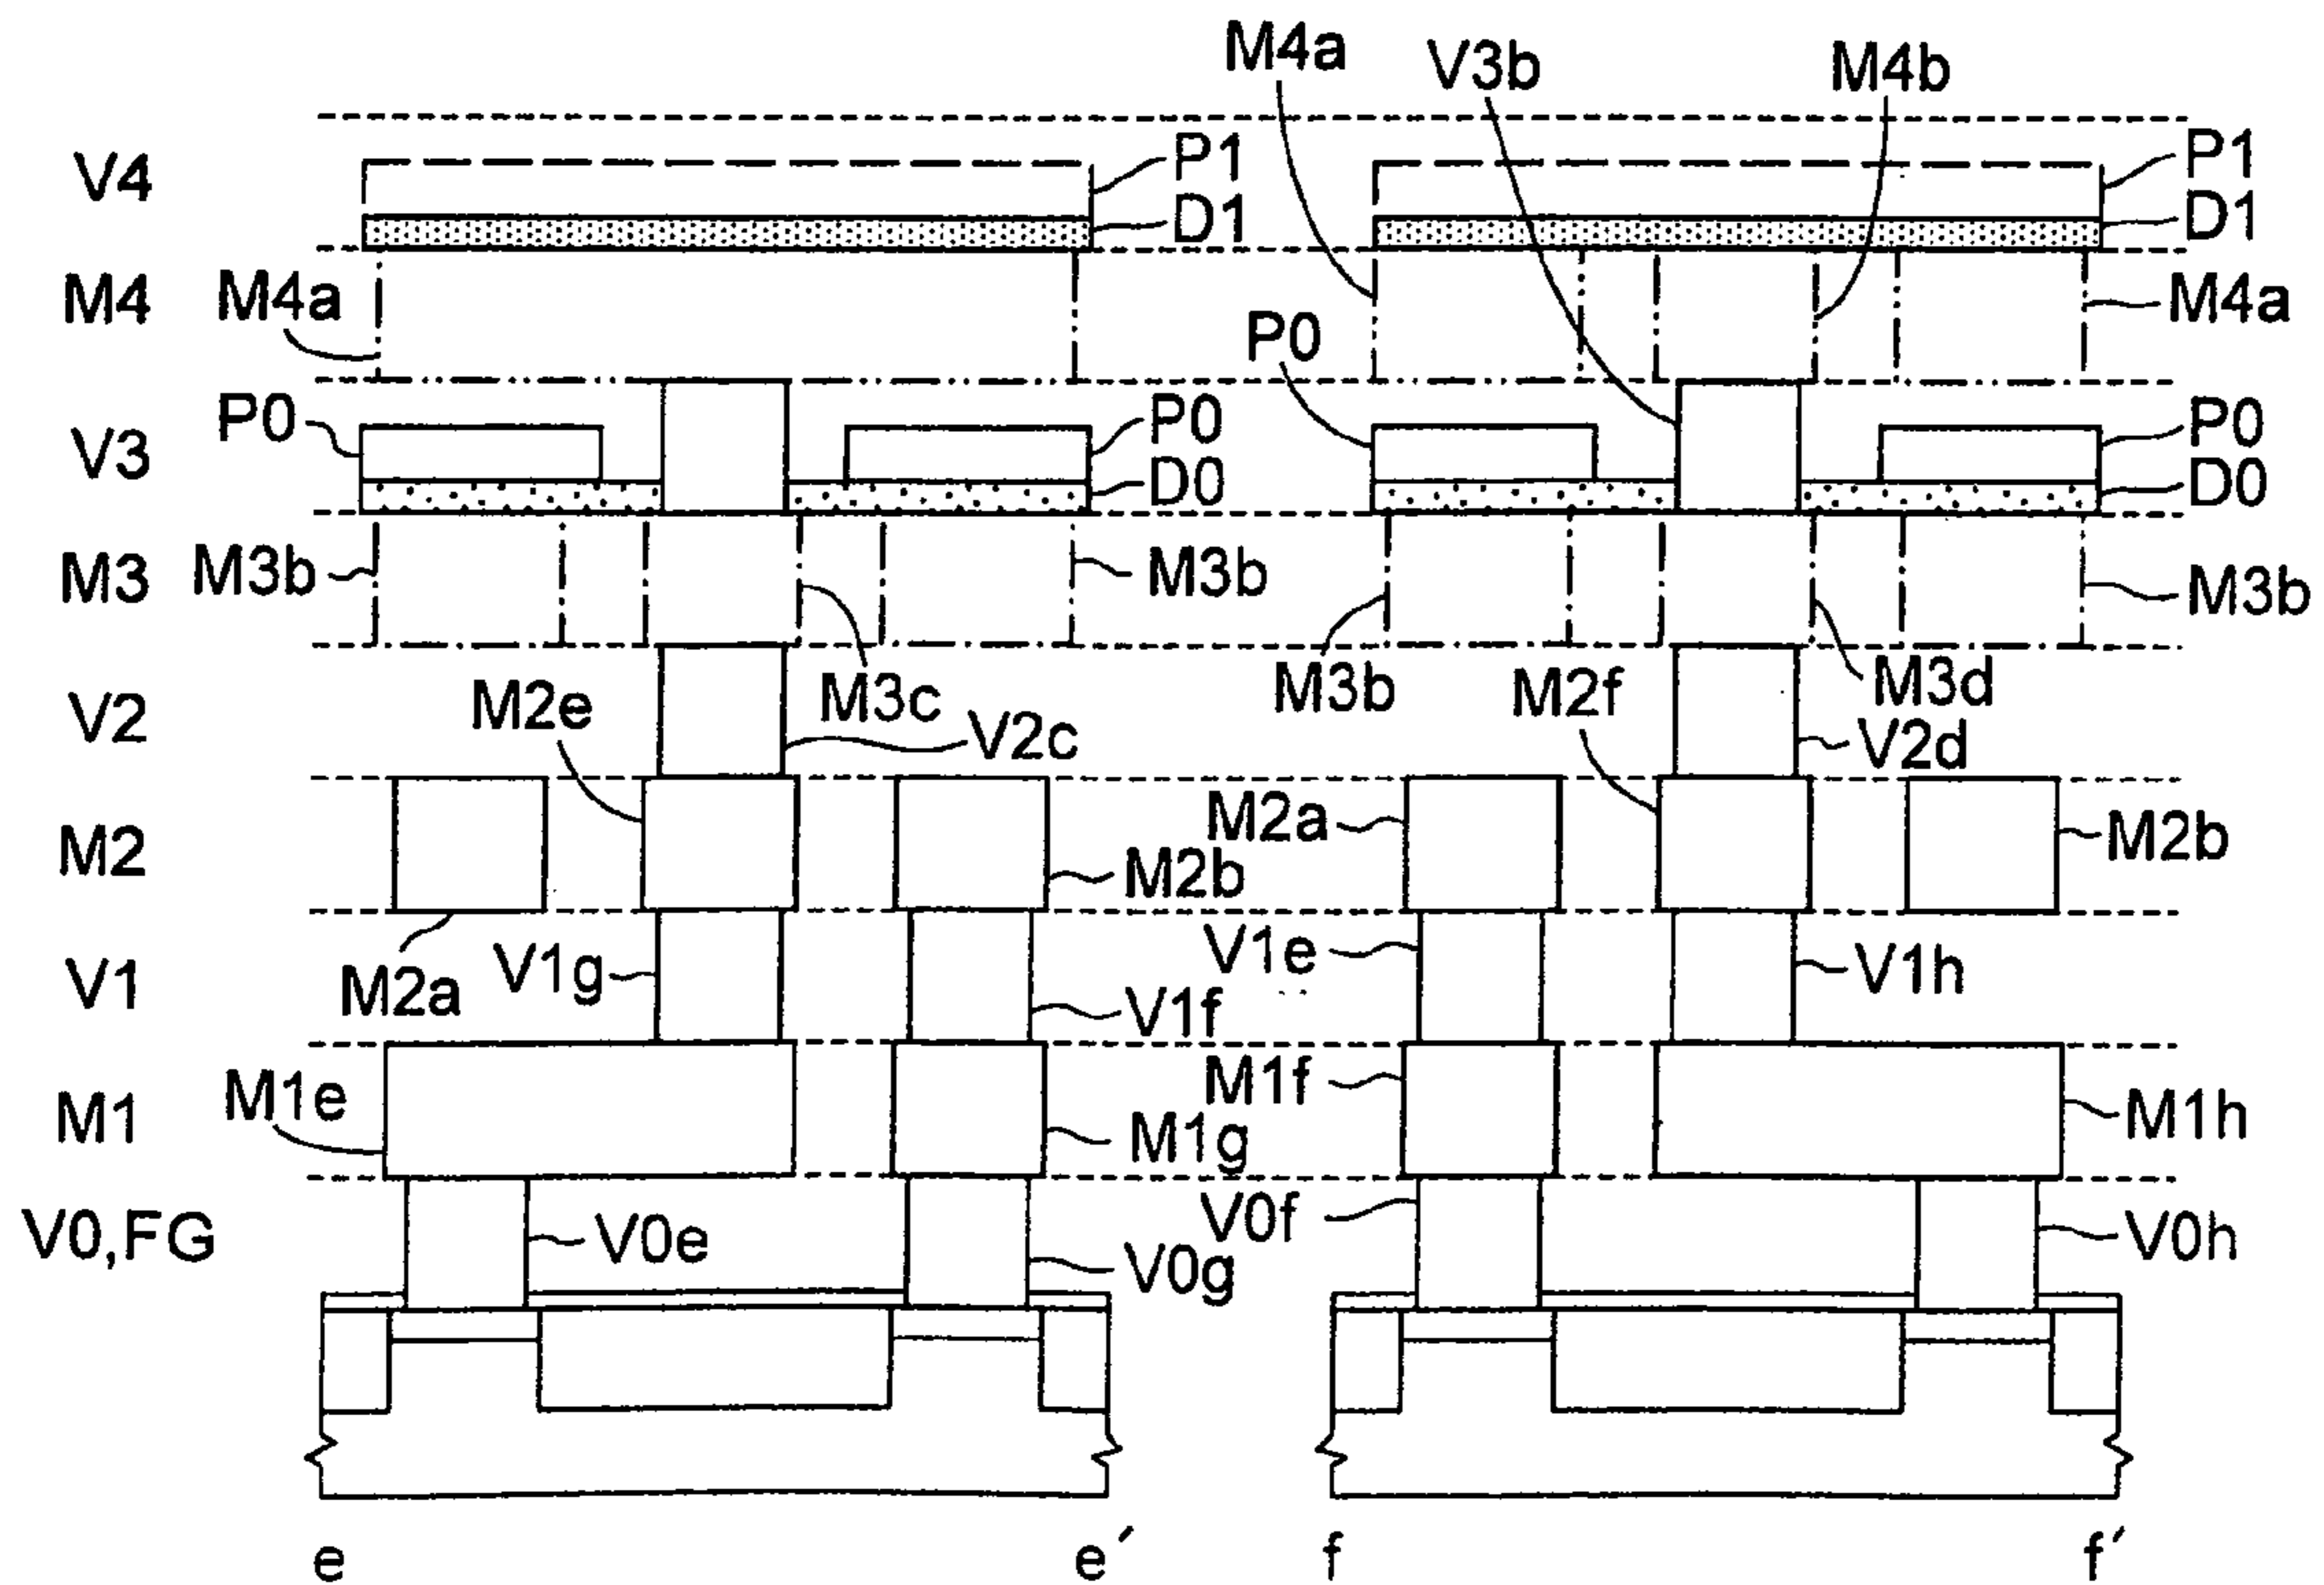 M4a V3b M4b
V4 P1 P1
D1 D1
M4 M4a M4a
P0
V3 P0 P0 P0
D0 D0
M3 M3b M3b M3b
M3b
V2 M2e M3c M2f M3d
V2c V2d
M2 M2a M2b
M2b
V1 M2a V1g V1e V1h
V1f
M1 M1e M1f M1h
M1g
V0,FG V0e V0f V0h
V0g
e e′ f f′